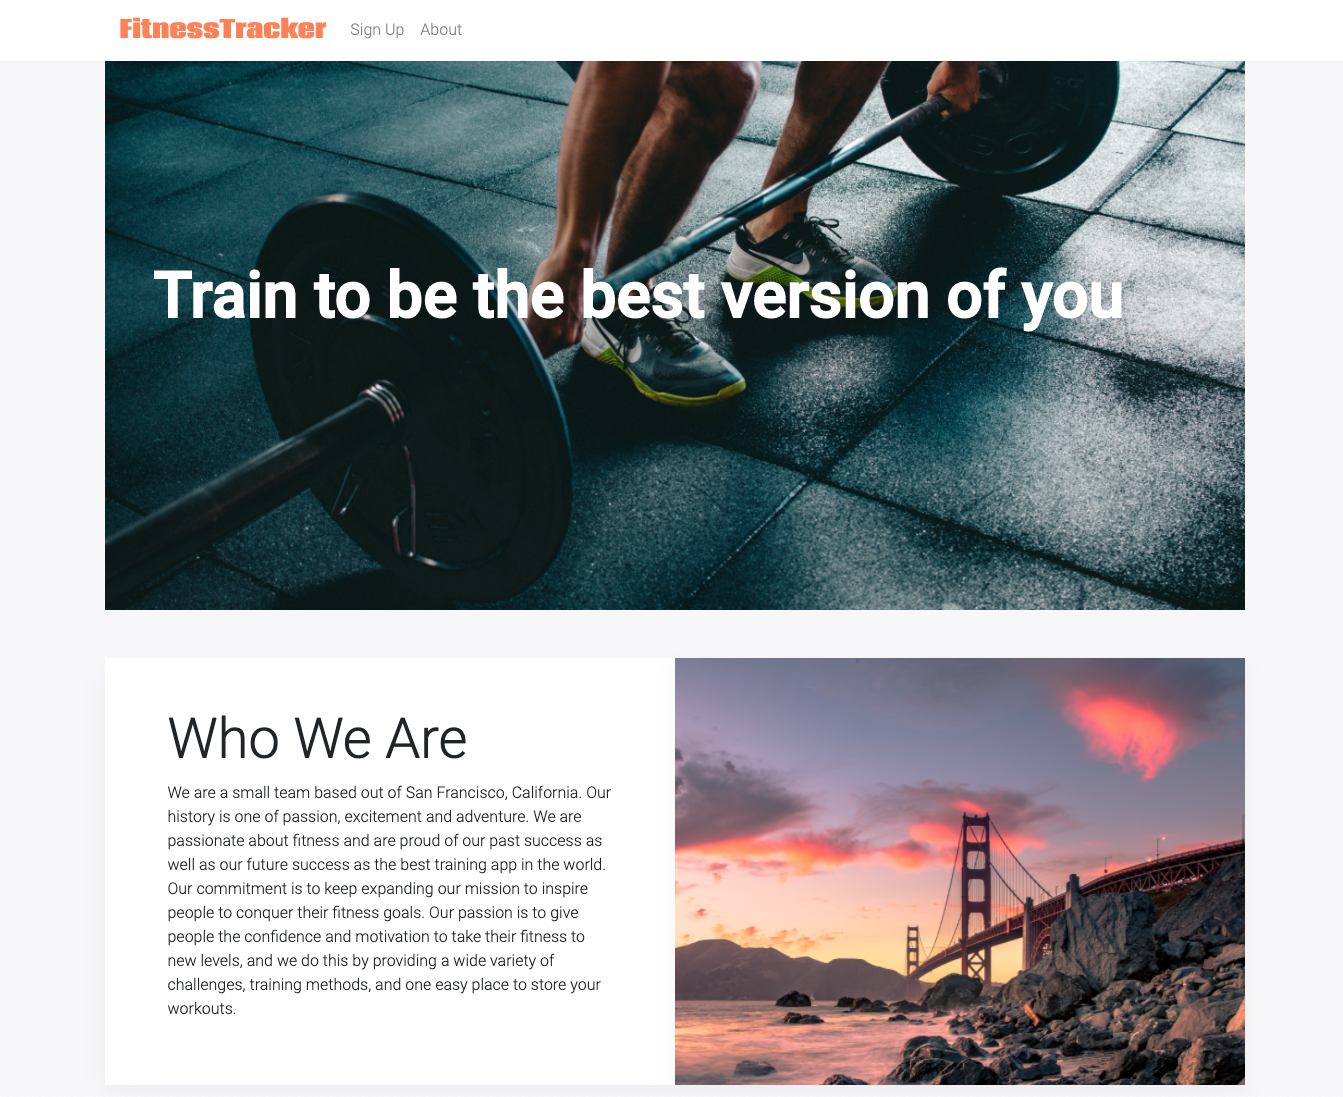 FitnessTracker Sign Up About
Train to be the best version of you
Who We Are
We are a small team based out of San Francisco, California. Our
history is one of passion, excitement and adventure. We are
passionate about fitness and are proud of our past success as
well as our future success as the best training app in the world.
Our commitment is to keep expanding our mission to inspire
people to conquer their fitness goals. Our passion is to give
people the confidence and motivation to take their fitness to
new levels, and we do this by providing a wide variety of
challenges, training methods, and one easy place to store your
workouts.